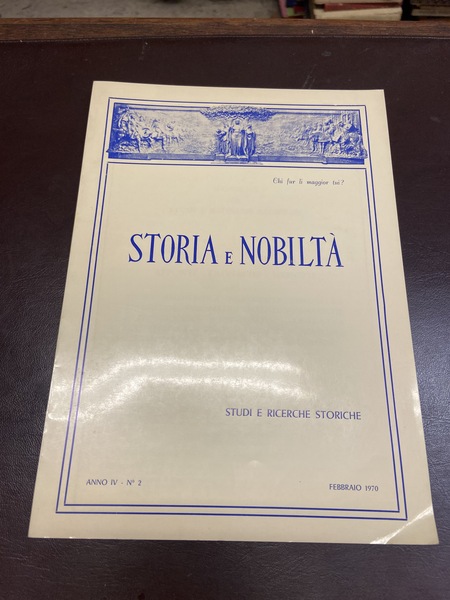 Chi fur li maggior tui?
STORIA E NOBILTÀ
STUDI E RICERCHE STORICHE
ANNO IV - N° 2
FEBBRAIO 1970